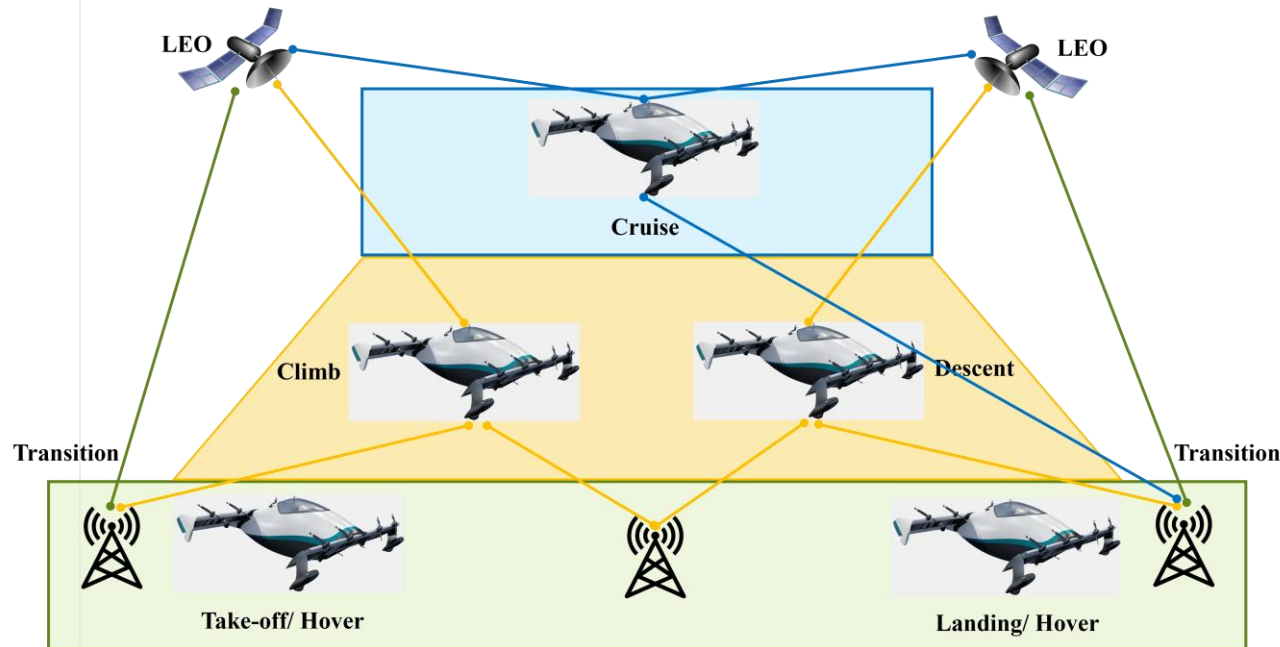 LEO
LEO
Cruise
Climb
Descent
Transition
Transition
Take-off/ Hover
Landing/ Hover